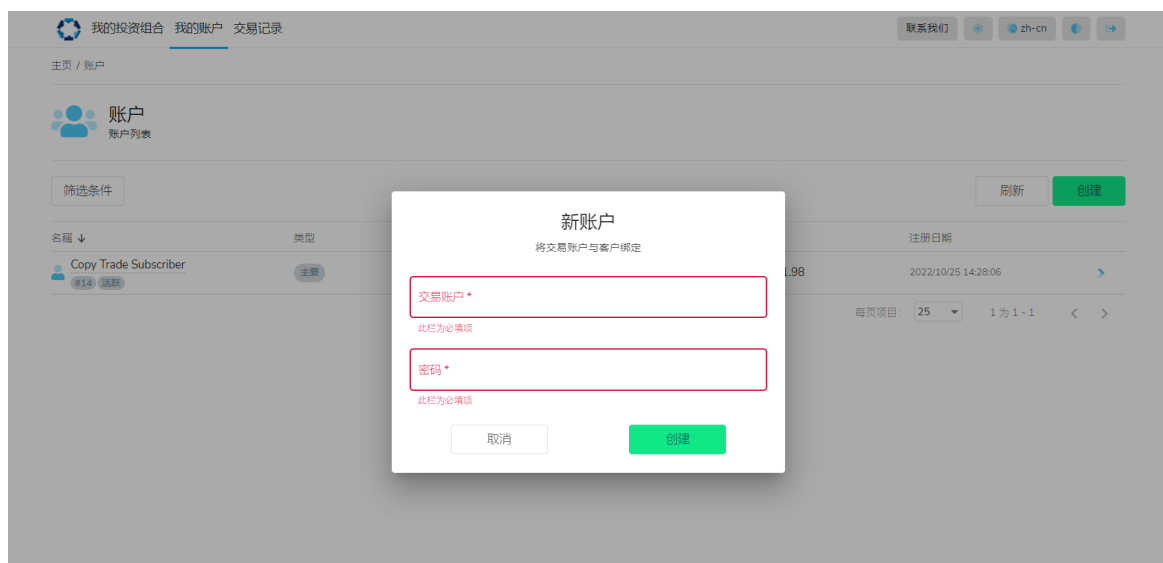 我的投资组合 我的账户 交易记录 联系我们 zh-cn
主页 / 账户
账户
账户列表
筛选条件 刷新 创建
名称 类型 注册日期
Copy Trade Subscriber
#14 活跃
主要 1.98 2022/10/25 14:28:06
每页项目: 25 1 为 1 - 1
新账户
将交易账户与客户绑定
交易账户 *
此栏为必填项
密码 *
此栏为必填项
取消 创建